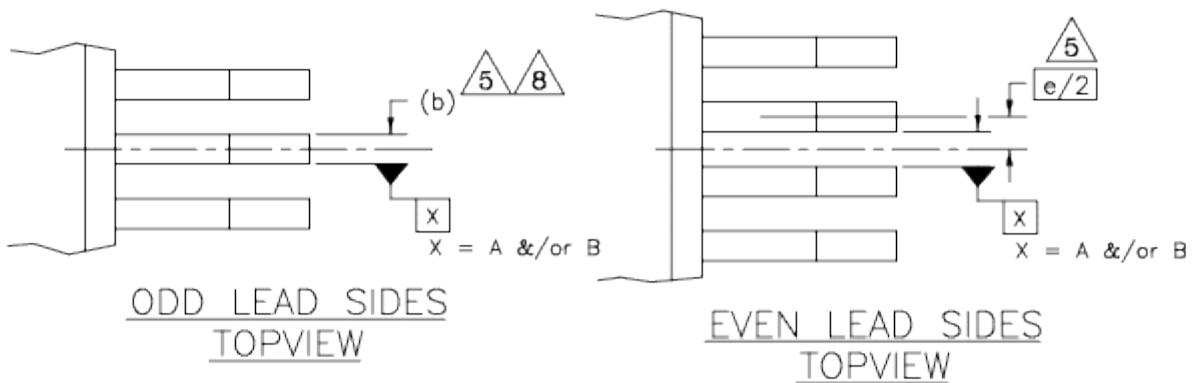 (b) 5 8
X
X = A &/or B
ODD LEAD SIDES
TOPVIEW
5
e/2
X
X = A &/or B
EVEN LEAD SIDES
TOPVIEW